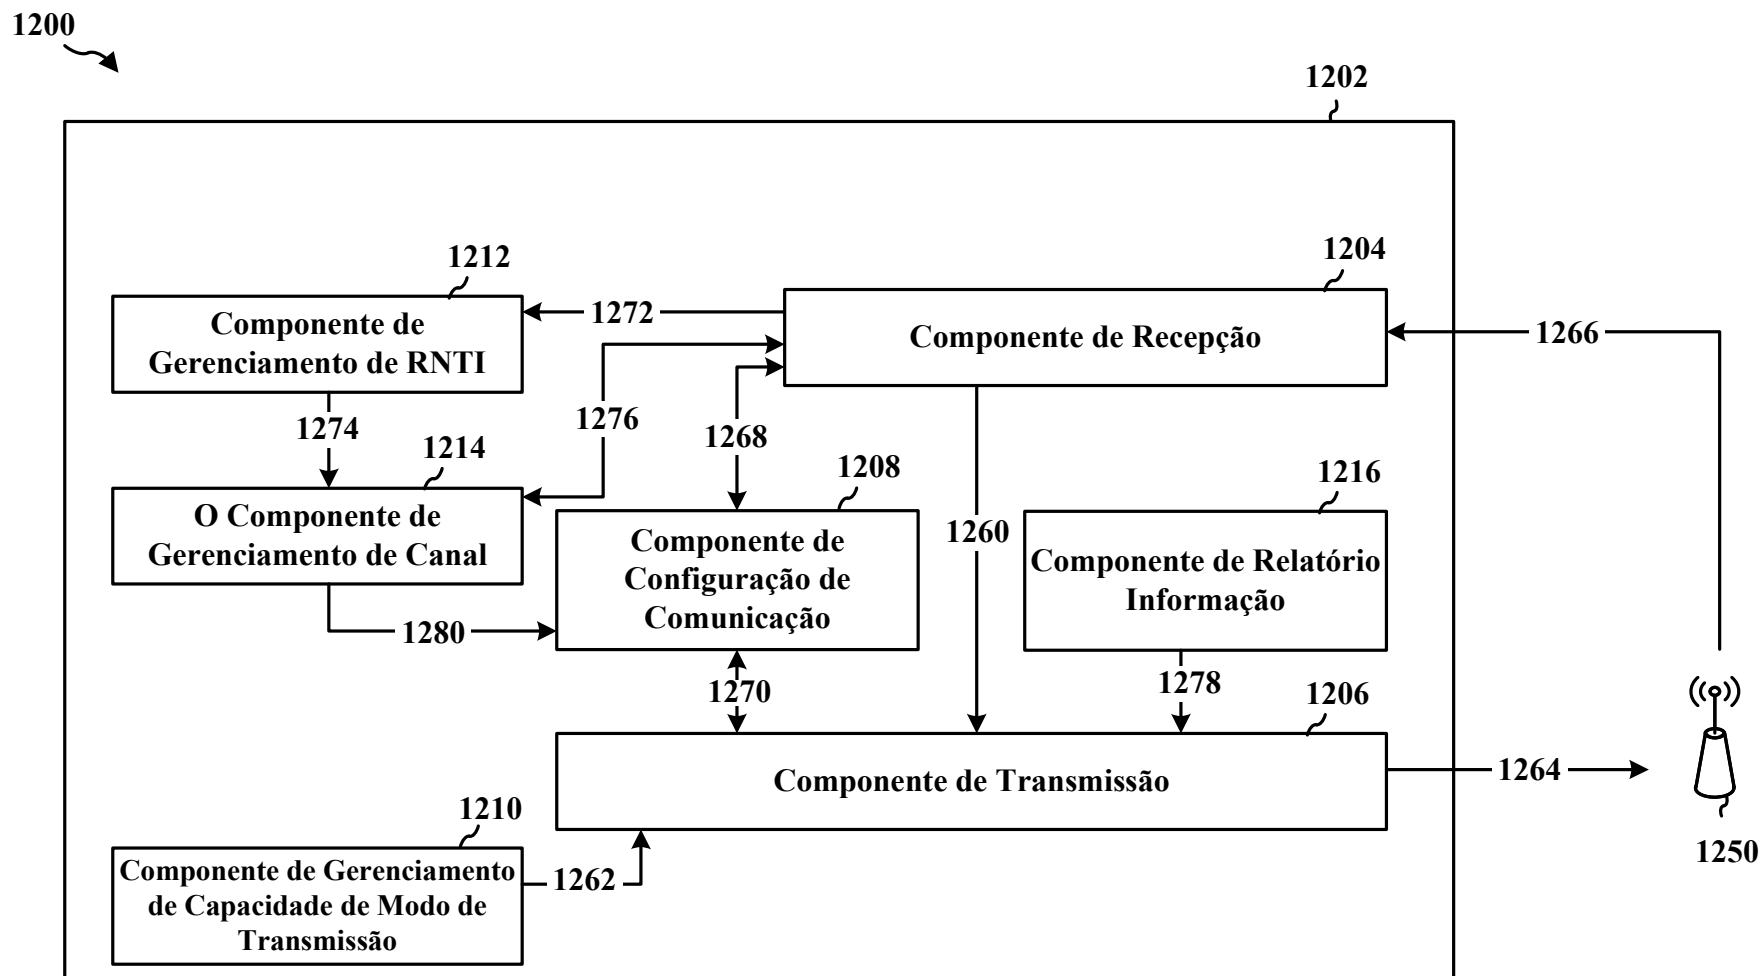 1200
1202
1212
1204
Componente de
Gerenciamento de RNTI
1272
Componente de Recepção
1266
1274
1276
1268
1214
1208
1216
O Componente de
Gerenciamento de Canal
1260
Componente de
Configuração de
Comunicação
Componente de Relatório
Informação
1280
1270
1278
1206
Componente de Transmissão
1264
1210
1250
Componente de Gerenciamento
de Capacidade de Modo de
Transmissão
1262